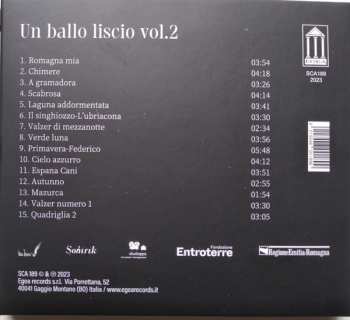 Un ballo liscio vol.2
EGEA
SCA189
2023
1. Romagna mia 03:54
2. Chimere 04:18
3. A gramadora 03:26
4. Scabrosa 04:14
5. Laguna addormentata 03:41
6. Il singhiozzo-L'ubriacona 03:30
7. Valzer di mezzanotte 02:34
8. Verde luna 03:56
9. Primavera-Federico 05:48
10. Cielo azzurro 04:12
11. Espana Cani 03:51
12. Autunno 02:55
13. Mazurca 01:54
14. Valzer numero 1 03:30
15. Quadriglia 2 03:05
Sonirik
Fondazione
Entroterre
Regione Emilia-Romagna
SCA 189 © & ℗ 2023
Egea records s.r.l. Via Porrettana, 52
40041 Gaggio Montano (BO) Italia / www.egearecords.it